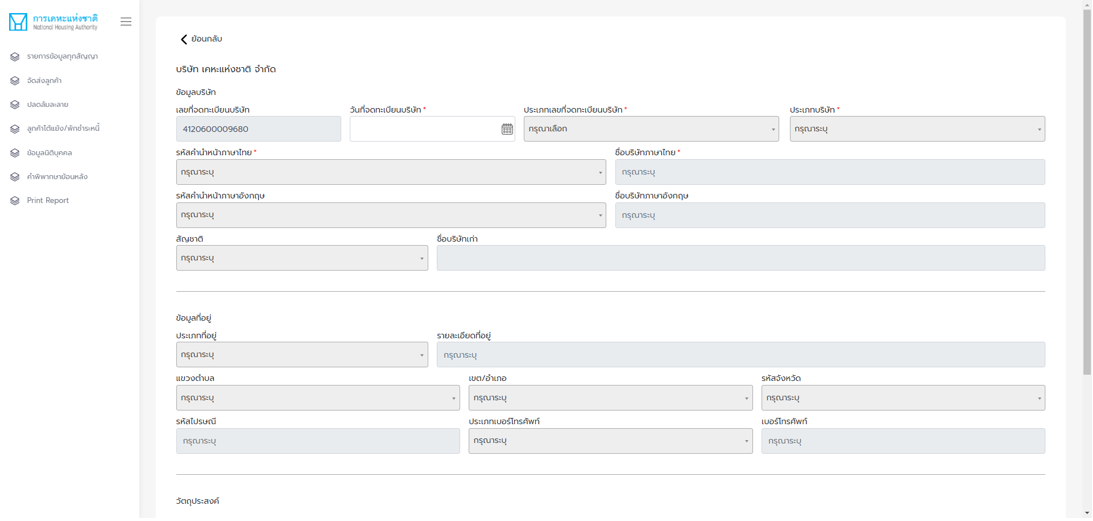 การเคหะแห่งชาติ
National Housing Authority
รายการข้อมูลทุกสัญญา
จัดส่งลูกค้า
ปลดล้มละลาย
ลูกค้าโต้แย้ง/พักชำระหนี้
ข้อมูลนิติบุคคล
คำพิพากษาย้อนหลัง
Print Report
ย้อนกลับ
บริษัท เคหะแห่งชาติ จำกัด
ข้อมูลบริษัท
เลขที่จดทะเบียนบริษัท วันที่จดทะเบียนบริษัท * ประเภทเลขที่จดทะเบียนบริษัท * ประเภทบริษัท *
4120600009680 กรุณาเลือก กรุณาระบุ
รหัสคำนำหน้าภาษาไทย * ชื่อบริษัทภาษาไทย *
กรุณาระบุ กรุณาระบุ
รหัสคำนำหน้าภาษาอังกฤษ ชื่อบริษัทภาษาอังกฤษ
กรุณาระบุ กรุณาระบุ
สัญชาติ ชื่อบริษัทเก่า
กรุณาระบุ
ข้อมูลที่อยู่
ประเภทที่อยู่ รายละเอียดที่อยู่
กรุณาระบุ กรุณาระบุ
แขวงตำบล เขต/อำเภอ รหัสจังหวัด
กรุณาระบุ กรุณาระบุ กรุณาระบุ
รหัสไปรษณี ประเภทเบอร์โทรศัพท์ เบอร์โทรศัพท์
กรุณาระบุ กรุณาระบุ กรุณาระบุ
วัตถุประสงค์